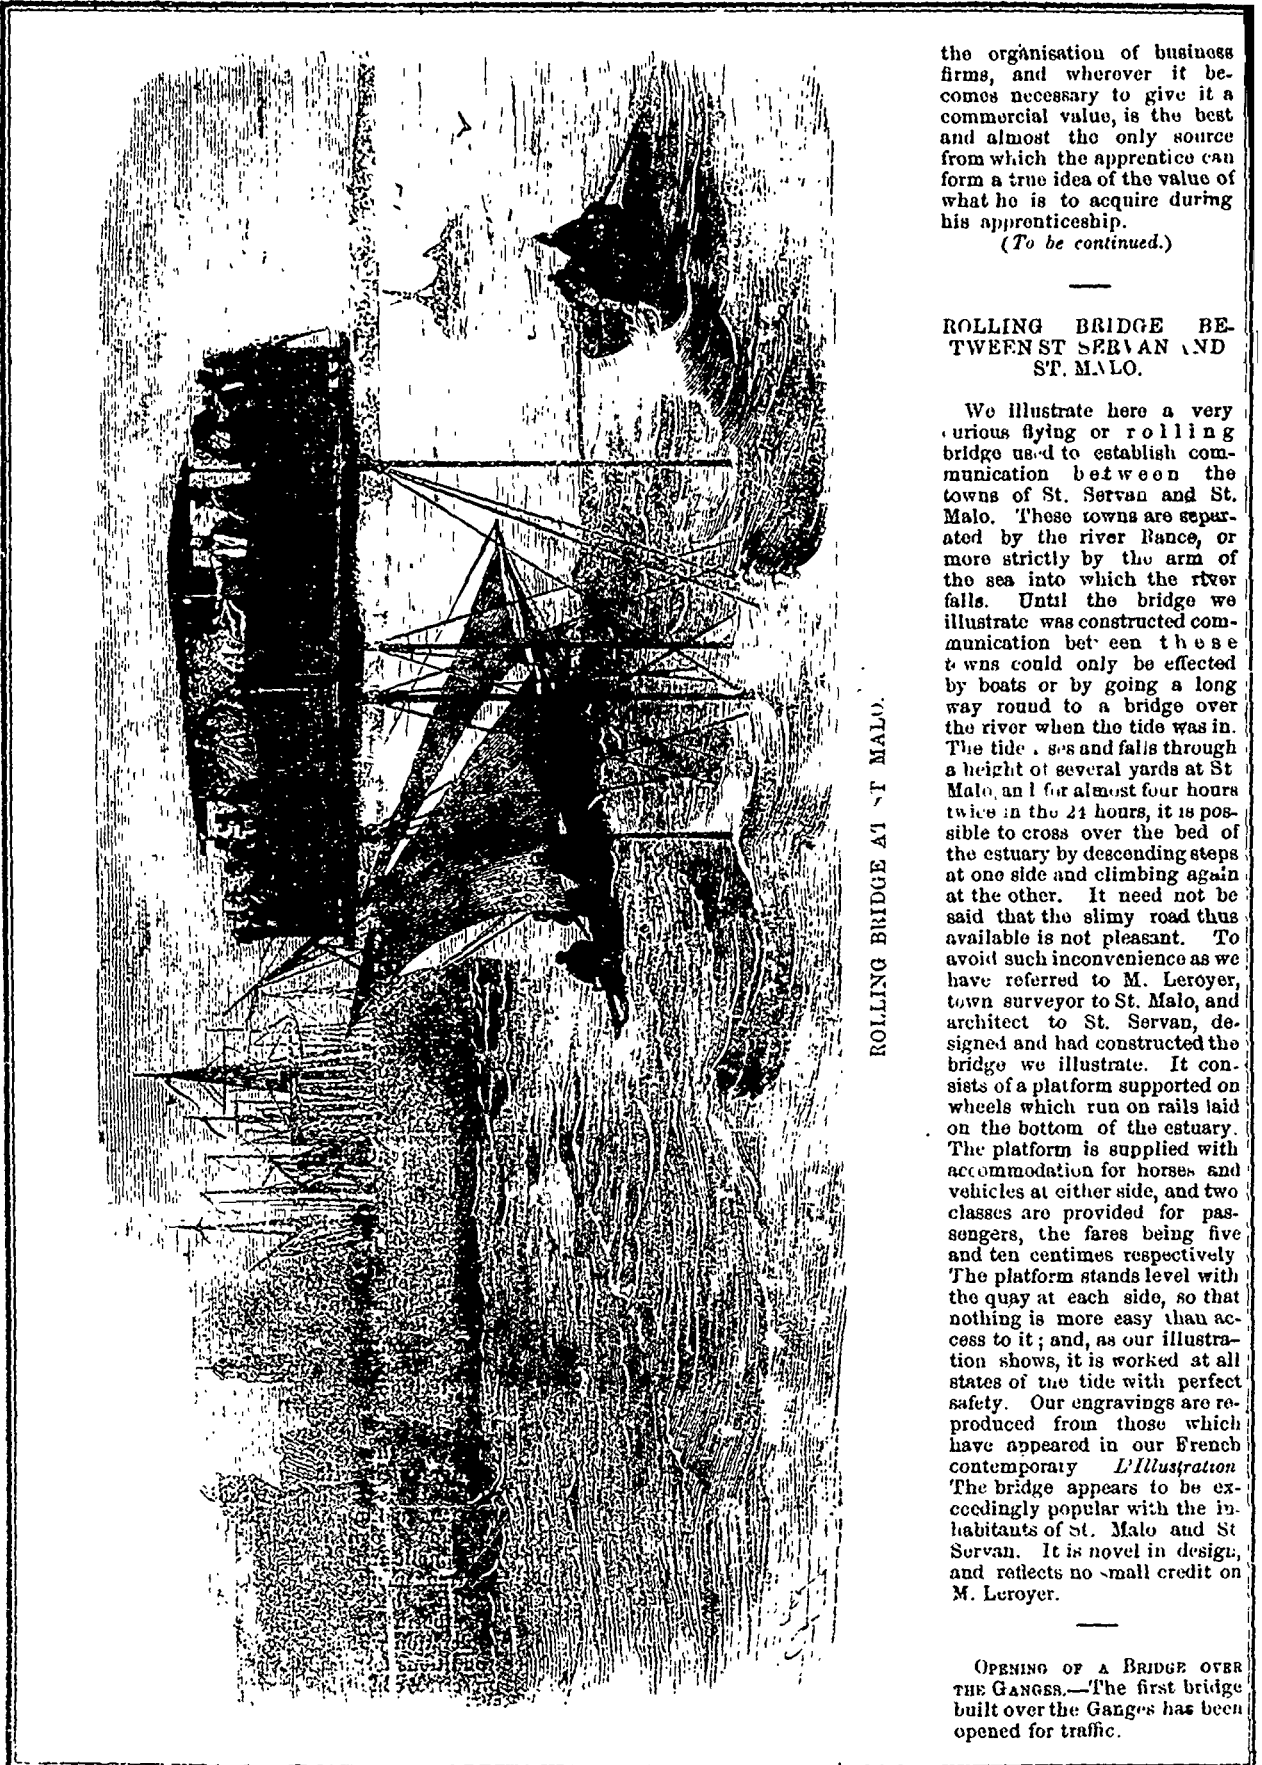 the organisation of business
firms, and wherever it be-
comes necessary to give it a
commercial value, is the best
and almost the only source
from which the apprentice can
form a true idea of the value of
what he is to acquire during
his apprenticeship.
(To be continued.)
ROLLING BRIDGE BE-
TWEEN ST SERVAN AND
ST. MALO.
We illustrate here a very
curious flying or rolling
bridge used to establish com-
munication between the
towns of St. Servan and St.
Malo. These towns are separ-
ated by the river Rance, or
more strictly by the arm of
the sea into which the river
falls. Until the bridge we
illustrate was constructed com-
munication between these
towns could only be effected
by boats or by going a long
way round to a bridge over
the river when the tide was in.
The tide rises and falls through
a height of several yards at St
Malo, and for almost four hours
twice in the 24 hours, it is pos-
sible to cross over the bed of
the estuary by descending steps
at one side and climbing again
at the other. It need not be
said that the slimy road thus
available is not pleasant. To
avoid such inconvenience as we
have referred to M. Leroyer,
town surveyor to St. Malo, and
architect to St. Servan, de-
signed and had constructed the
bridge we illustrate. It con-
sists of a platform supported on
wheels which run on rails laid
on the bottom of the estuary.
The platform is supplied with
accommodation for horses and
vehicles at either side, and two
classes are provided for pas-
sengers, the fares being five
and ten centimes respectively
The platform stands level with
the quay at each side, so that
nothing is more easy than ac-
cess to it; and, as our illustra-
tion shows, it is worked at all
states of the tide with perfect
safety. Our engravings are re-
produced from those which
have appeared in our French
contemporary L'Illustration
The bridge appears to be ex-
ceedingly popular with the in-
habitants of St. Malo and St
Servan. It is novel in design,
and reflects no small credit on
M. Leroyer.
OPENING OF A BRIDGE OVER
THE GANGES.—The first bridge
built over the Ganges has been
opened for traffic.
ROLLING BRIDGE AT ST MALO.